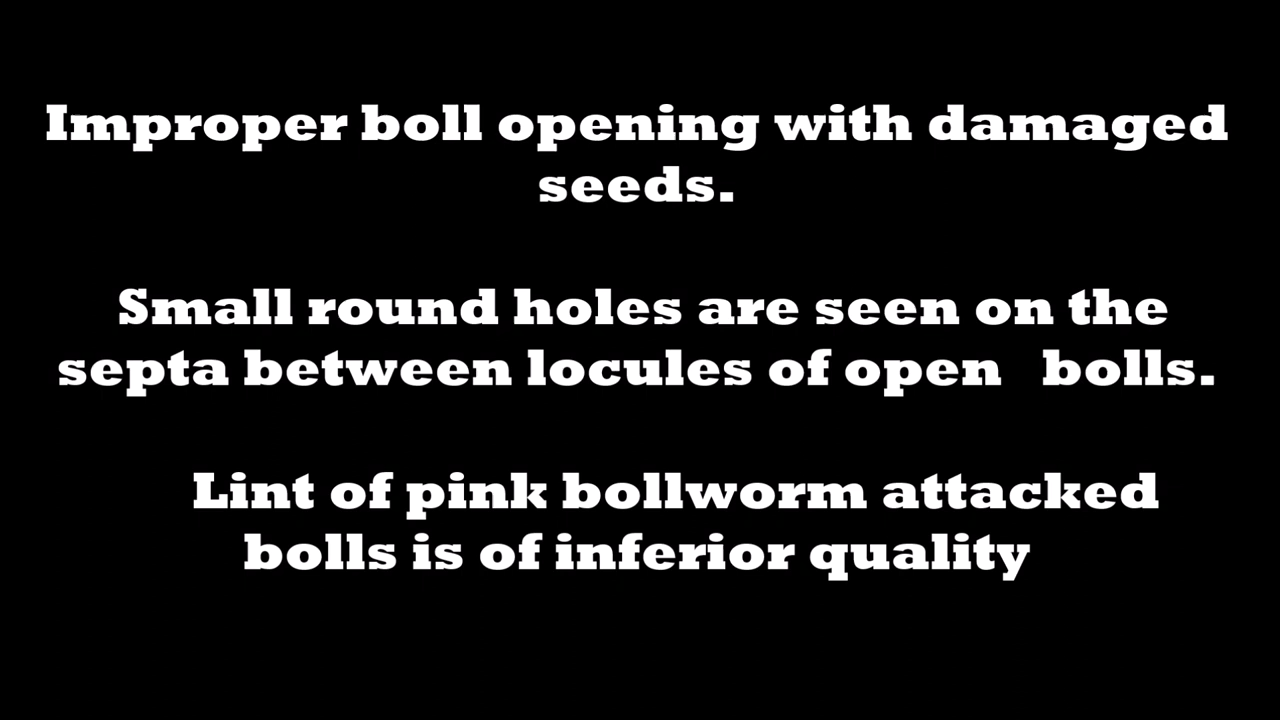 Improper boll opening with damaged
seeds.
Small round holes are seen on the
septa between locules of open   bolls.
Lint of pink bollworm attacked
bolls is of inferior quality